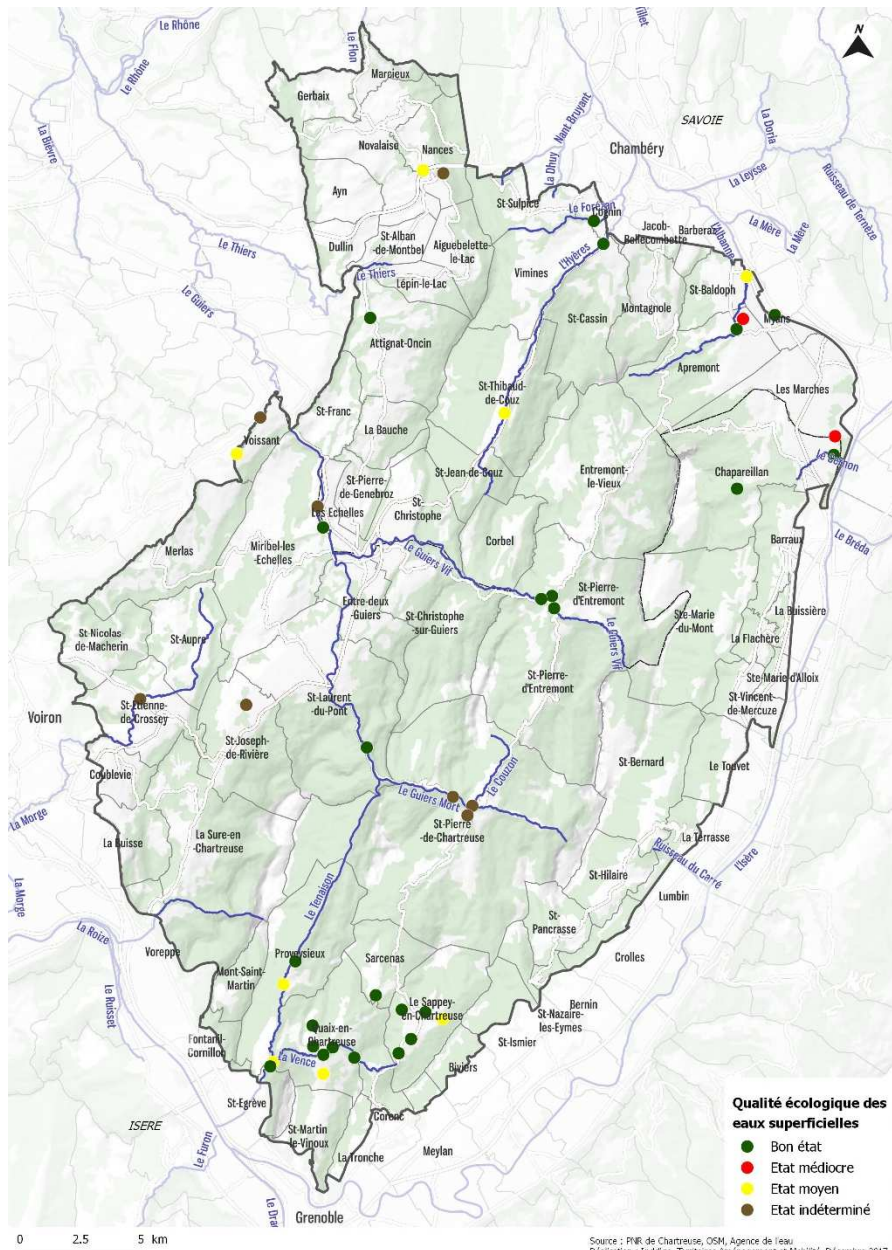 Le Rhône
Le Rhône
Le Flon
N
Marcieux
Gerbaix
SAVOIE
La Bièvre
Novalaise
Nances
La Dhuy
Nant Bruyant
Chambéry
La Doria
La Leysse
Ruisseau de Ternèze
Ayn
St-Sulpice
Le Forézan
Cognin
Jacob-
-Bellecombette
Barberaz
L'Albanne
La Mère
La Mère
Dullin
St-Alban
-de-Montbel
Aiguebelette
-le-Lac
Le Thiers
Le Thiers
Vimines
L'Hyères
Lépin-le-Lac
St-Baldoph
Montagnole
Le Guiers
St-Cassin
Myans
Attignat-Oncin
Apremont
St-Thibaud-
de-Couz
Les Marches
St-Franc
La Bauche
Voissant
Le Cernon
St-Jean-de-Couz
Entremont-
le-Vieux
Chapareillan
St-Pierre-
de-Genebroz
St-
Christophe
Les Echelles
Corbel
Le Bréda
Barraux
Merlas
Miribel-les
-Echelles
Le Guiers Vif
St-Pierre
-d'Entremont
Entre-deux
-Guiers
St-Christophe
-sur-Guiers
Ste-Marie
-du-Mont
La Buissière
St-Nicolas
-de-Macherin
St-Aupre
La Flachère
Le Guiers Vif
St-Pierre
d'Entremont
Ste-Marie-d'Alloix
St-Vincent
-de-Mercuze
St-Etienne
-de-Crossey
St-Laurent
-du-Pont
Voiron
St-Joseph
-de-Rivière
St-Bernard
Le Touvet
Coublevie
Le Couzon
Le Guiers Mort
La Morge
St-Pierre
-de-Chartreuse
La Sure-en
-Chartreuse
La Terrasse
La Buisse
Ruisseau du Carré
L'Isère
St-Hilaire
Lumbin
La Morge
Le Tenaison
St-
Pancrasse
La Roize
Crolles
Voreppe
Proveysieux
Sarcenas
Mont-Saint-
Martin
Bernin
Le Ruisset
Le Sappey-
en-Chartreuse
St-Nazaire-
les-Eymes
Quaix-en-
Chartreuse
Fontanil-
Cornillon
St-Ismier
La Vence
Biviers
St-Egrève
Corenc
ISERE
St-Martin
-le-Vinoux
Meylan
Le Furon
La Tronche
Grenoble
Qualité écologique des
eaux superficielles
Bon état
Etat médiocre
Etat moyen
Etat indéterminé
0 2.5 5 km
Source : PNR de Chartreuse, OSM, Agence de l'eau